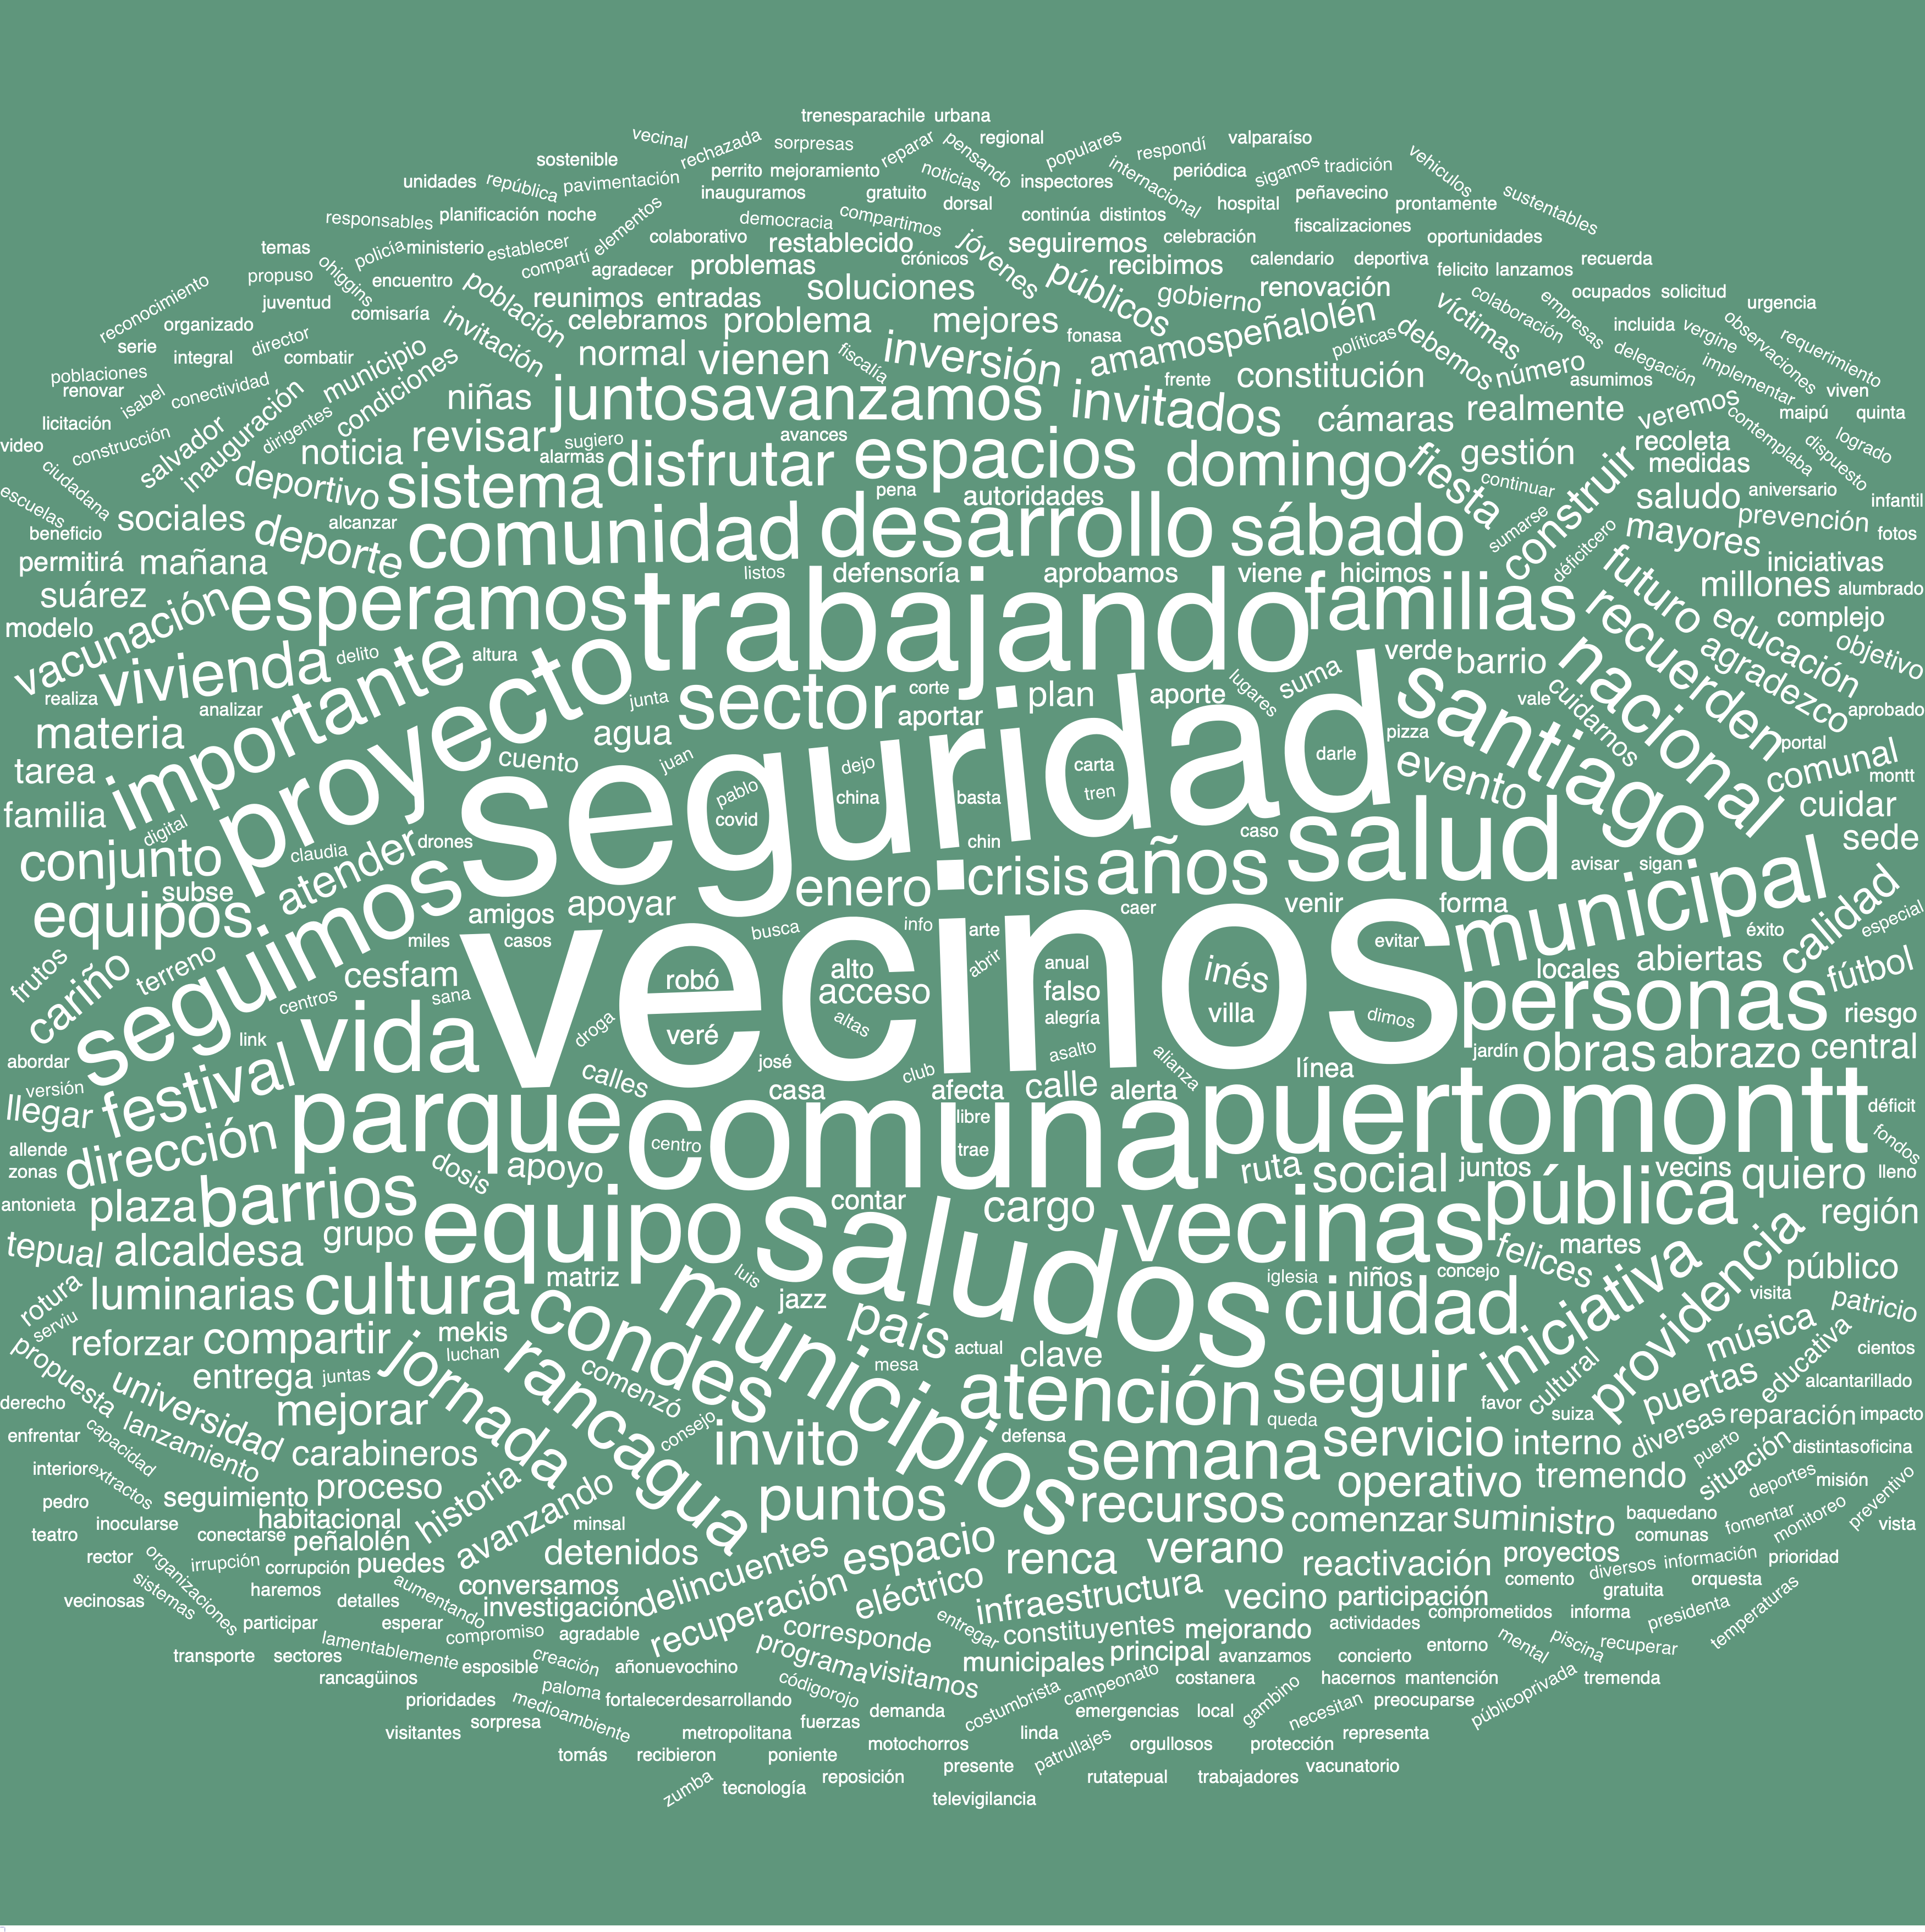 trenesparachile urbana
vecinal rechazada sorpresas reparar pensando regional populares respondí valparaíso
sostenible perrito mejoramiento noticias inspectores internacional periódica sigamos tradición vehiculos
unidades república pavimentación inauguramos gratuito dorsal hospital peñavecino prontamente sustentables
responsables planificación noche elementos democracia compartimos continúa distintos fiscalizaciones
temas policía ministerio establecer colaborativo restablecido jóvenes seguiremos celebración oportunidades
propuso ohiggins encuentro compartí agradecer problemas crónicos públicos recibimos calendario deportiva felicito lanzamos recuerda
reconocimiento juventud comisaría población reunimos entradas soluciones gobierno renovación víctimas colaboración empresas ocupados solicitud urgencia
organizado director invitación celebramos problema mejores fonasa amamospeñalolén políticas debemos incluida vergine observaciones requerimiento
serie integral combatir municipio condiciones normal vienen fiscalía inversión frente constitución número asumimos delegación implementar viven
poblaciones renovar isabel conectividad salvador inauguración niñas juntosavanzamos invitados cámaras realmente veremos contemplaba maipú quinta
licitación construcción dirigentes noticia revisar sugiero avances fiesta gestión recoleta dispuesto logrado
video ciudadana deportivo sistema alarmas disfrutar espacios domingo construir medidas
escuelas sociales alcanzar pena autoridades continuar saludo aniversario infantil
beneficio deporte comunidad desarrollo sábado sumarse déficitcero mayores prevención fotos
permitirá mañana listos defensoría aprobamos viene hicimos futuro iniciativas
suárez vacunación esperamos trabajando familias recuerden millones alumbrado
modelo vivienda delito altura verde barrio nacional educación complejo objetivo
realiza analizar importante proyecto junta sector corte aportar plan aporte lugares suma santiago vale cuidarnos agradezco aprobado
materia agua cuento juan seguridad dejo carta darle pizza evento portal comunal montt
tarea pablo china basta tren cuidar
familia digital covid chin caso salud sede
conjunto claudia atender drones enero crisis años avisar sigan
equipos subse seguimos amigos apoyar caer venir forma municipal calidad éxito especial
frutos cariño terreno miles casos vecinos busca info arte evitar locales abiertas fútbol
cesfam robó alto abrir anual inés
centros sana vida acceso falso personas riesgo
link droga veré altas alegría villa dimos
abordar festival josé asalto alianza jardín obras abrazo central
versión calles casa club afecta calle alerta línea
llegar dirección parque comuna libre puertomontt déficit
allende centro trae fondos
zonas dosis apoyo ruta social juntos vecins quiero lleno
antonieta plaza barrios equipo saludos contar cargo vecinas pública región
tepual alcaldesa grupo felices martes iniciativa providencia
luminarias cultura matriz luis jazz iglesia niños concejo público
rotura serviu condes municipios país ciudad visita patricio
reforzar compartir jornada mekis rancagua actual clave música cientos
propuesta universidad entrega juntas luchan comenzó mesa atención seguir cultural puertas educativa alcantarillado
derecho lanzamiento mejorar consejo invito queda favor suiza diversas reparación impacto
enfrentar capacidad carabineros defensa semana servicio interno situación distintas oficina
interior extractos proceso historia puntos recursos operativo tremendo puerto deportes misión
pedro seguimiento avanzando comenzar suministro baquedano fomentar monitoreo preventivo
teatro inocularse conectarse habitacional minsal comunas vista
rector organizaciones irrupción peñalolén corrupción puedes detenidos delincuentes espacio renca verano reactivación proyectos diversos información prioridad
vecinosas sistemas haremos detalles aumentando conversamos investigación recuperación eléctrico infraestructura vecino participación comento gratuita orquesta
participar esperar compromiso agradable corresponde entregar constituyentes mejorando actividades comprometidos informa presidenta temperaturas
transporte sectores lamentablemente esposible creación añonuevochino programa visitamos municipales principal avanzamos concierto entorno mental piscina recuperar
rancagüinos paloma códigorojo campeonato costanera hacernos mantención tremenda
prioridades medioambiente fortalecer desarrollando demanda costumbrista emergencias local gambino necesitan preocuparse públicoprivada
visitantes sorpresa metropolitana fuerzas linda orgullosos protección representa
tomás recibieron poniente motochorros patrullajes
zumba tecnología reposición presente rutatepual trabajadores vacunatorio
televigilancia